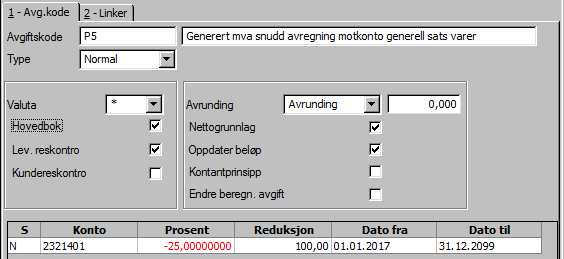 1 - Avg.kode 2 - Linker
Avgiftskode P5 Generert mva snudd avregning motkonto generell sats varer
Type Normal
Valuta * Avrunding Avrunding 0,000
Hovedbok Nettogrunnlag
Lev. reskontro Oppdater beløp
Kundereskontro Kontantprinsipp
Endre beregn. avgift
S Konto Prosent Reduksjon Dato fra Dato til
N 2321401 -25,00000000 100,00 01.01.2017 31.12.2099